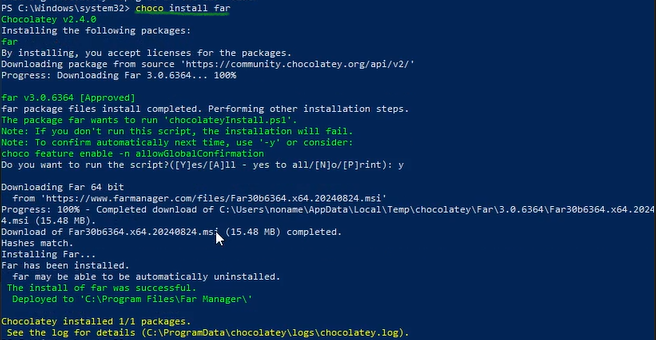 PS C:\Windows\system32> choco install far
Chocolatey v2.4.0
Installing the following packages:
far
By installing, you accept licenses for the packages.
Downloading package from source 'https://community.chocolatey.org/api/v2/'
Progress: Downloading Far 3.0.6364... 100%
far v3.0.6364 [Approved]
far package files install completed. Performing other installation steps.
The package far wants to run 'chocolateyInstall.ps1'.
Note: If you don't run this script, the installation will fail.
Note: To confirm automatically next time, use '-y' or consider:
choco feature enable -n allowGlobalConfirmation
Do you want to run the script?([Y]es/[A]ll - yes to all/[N]o/[P]rint): y
Downloading Far 64 bit
from 'https://www.farmanager.com/files/Far30b6364.x64.20240824.msi'
Progress: 100% - Completed download of C:\Users\noname\AppData\Local\Temp\chocolatey\Far\3.0.6364\Far30b6364.x64.2024
4.msi (15.48 MB).
Download of Far30b6364.x64.20240824.msi (15.48 MB) completed.
Hashes match.
Installing Far...
Far has been installed.
far may be able to be automatically uninstalled.
The install of far was successful.
Deployed to 'C:\Program Files\Far Manager\'
Chocolatey installed 1/1 packages.
See the log for details (C:\ProgramData\chocolatey\logs\chocolatey.log).